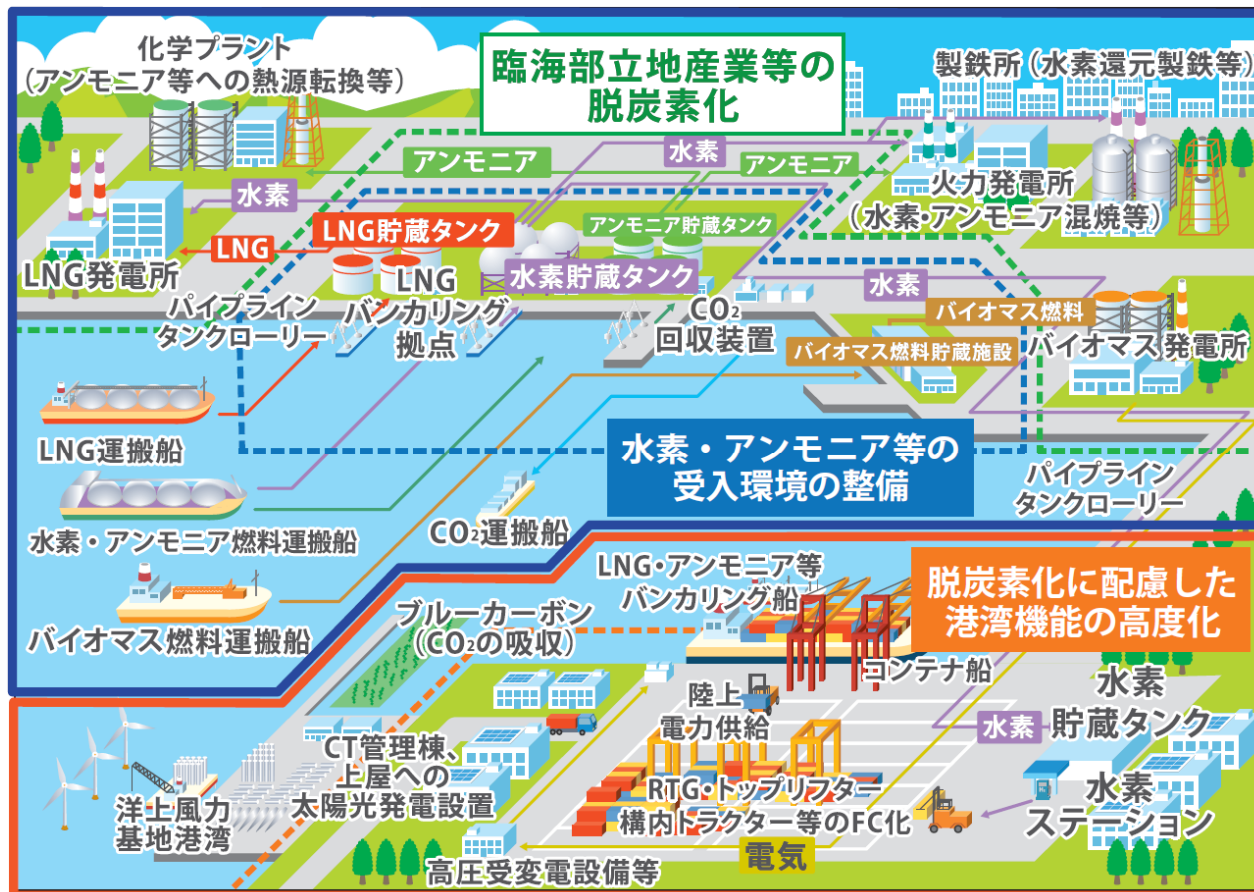 化学プラント
(アンモニア等への熱源転換等)
臨海部立地産業等の
脱炭素化
製鉄所(水素還元製鉄等)
水素
アンモニア
アンモニア
火力発電所
(水素・アンモニア混焼等)
水素
LNG貯蔵タンク
アンモニア貯蔵タンク
LNG
LNG発電所
水素貯蔵タンク
水素
パイプライン
タンクローリー
LNG
バンカリング
拠点
CO₂
回収装置
バイオマス燃料
バイオマス燃料貯蔵施設
バイオマス発電所
LNG運搬船
水素・アンモニア等の
受入環境の整備
パイプライン
タンクローリー
水素・アンモニア燃料運搬船
CO₂運搬船
バイオマス燃料運搬船
LNG・アンモニア等
バンカリング船
脱炭素化に配慮した
港湾機能の高度化
ブルーカーボン
(CO₂の吸収)
コンテナ船
陸上
電力供給
水素
水素
貯蔵タンク
CT管理棟、
上屋への
太陽光発電設置
洋上風力
基地港湾
RTG・トップリフター
構内トラクター等のFC化
水素
ステーション
電気
高圧受変電設備等